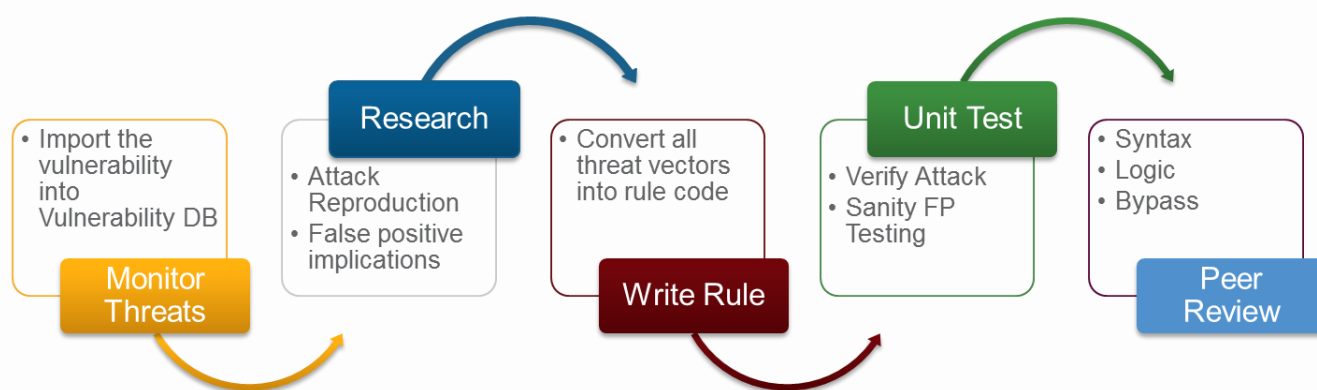 • Import the
vulnerability
into
Vulnerability DB
Monitor
Threats
Research
• Attack
Reproduction
• False positive
implications
• Convert all
threat vectors
into rule code
Write Rule
Unit Test
• Verify Attack
• Sanity FP
Testing
• Syntax
• Logic
• Bypass
Peer
Review